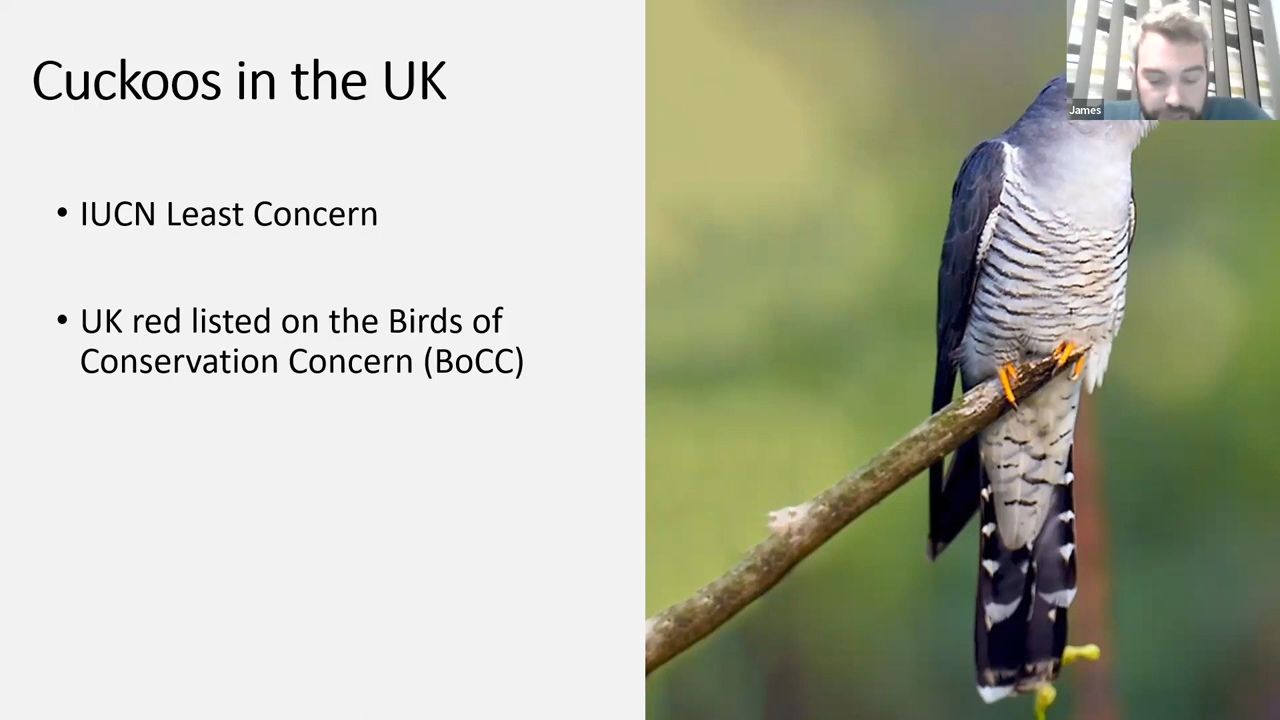 Cuckoos in the UK
James
• IUCN Least Concern
• UK red listed on the Birds of
Conservation Concern (BoCC)